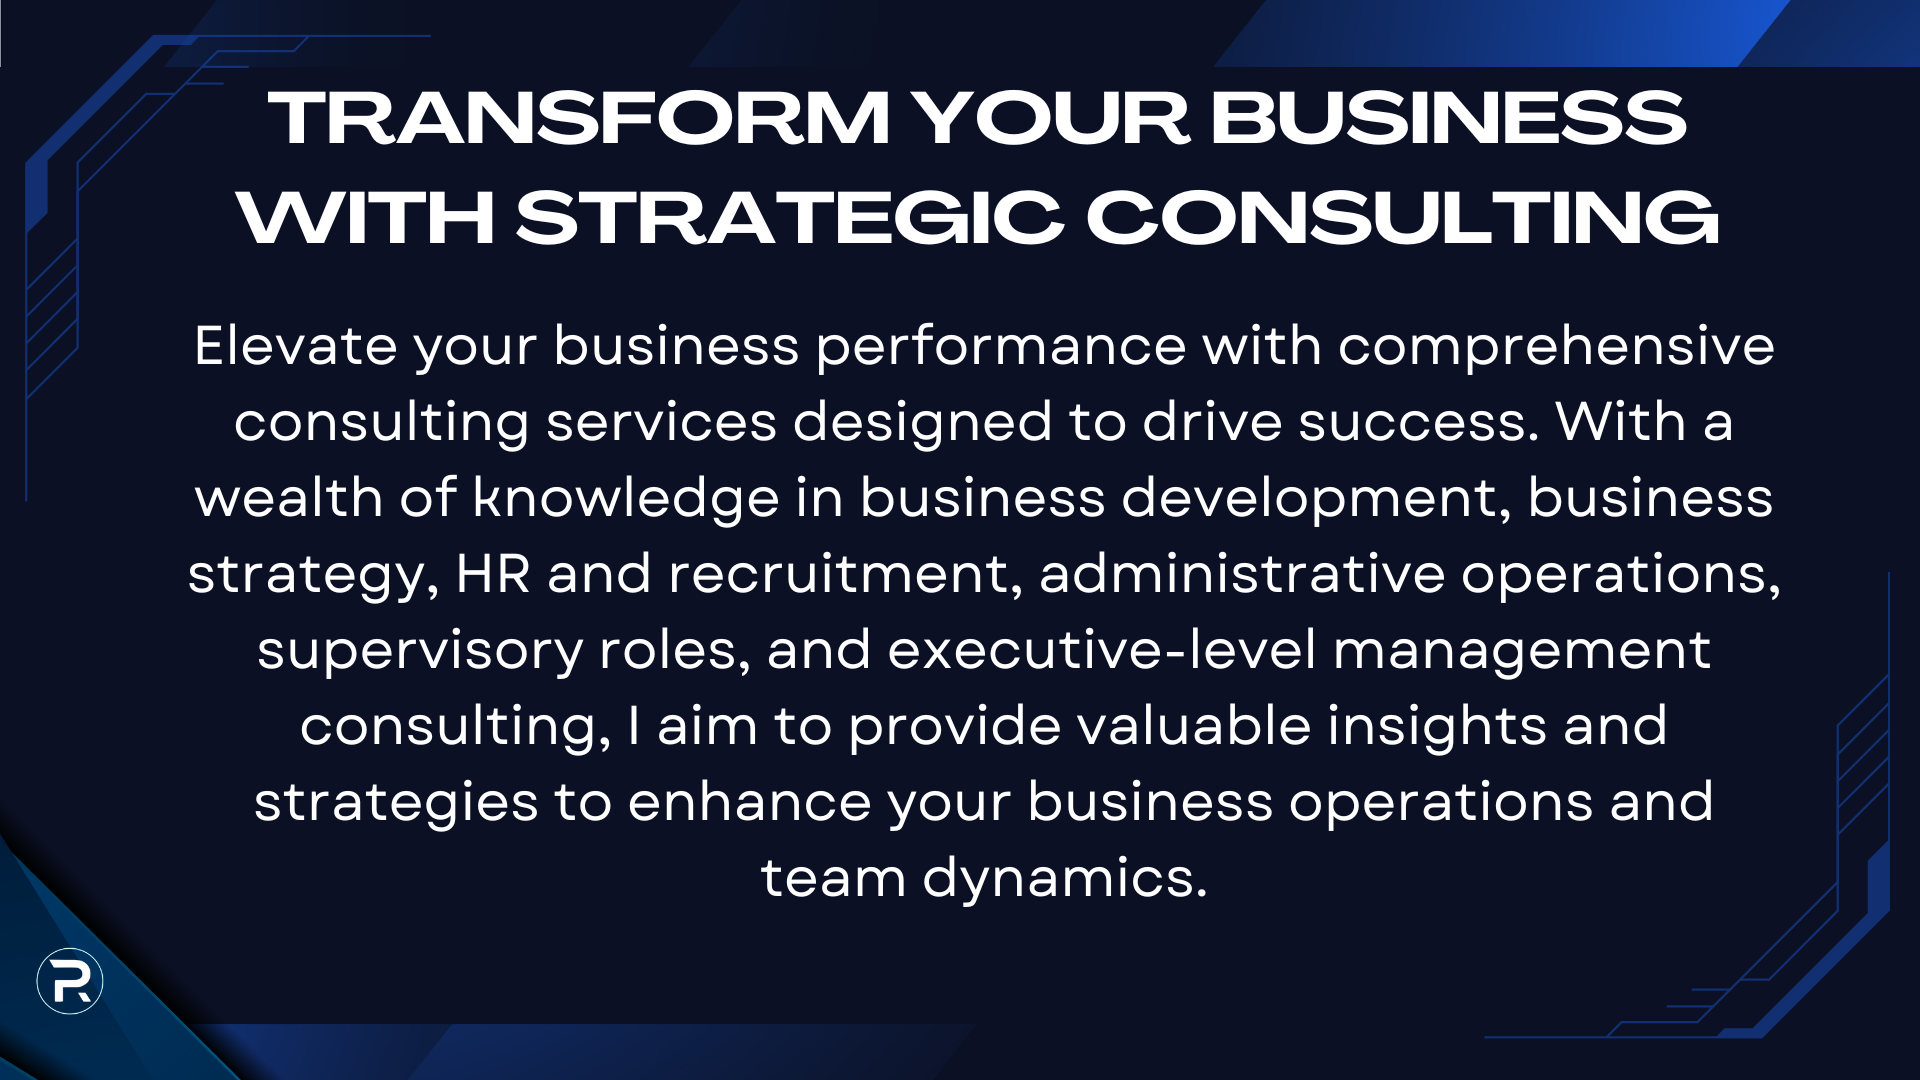 TRANSFORM YOUR BUSINESS
WITH STRATEGIC CONSULTING
Elevate your business performance with comprehensive
consulting services designed to drive success. With a
wealth of knowledge in business development, business
strategy, HR and recruitment, administrative operations,
supervisory roles, and executive-level management
consulting, I aim to provide valuable insights and
strategies to enhance your business operations and
team dynamics.
R